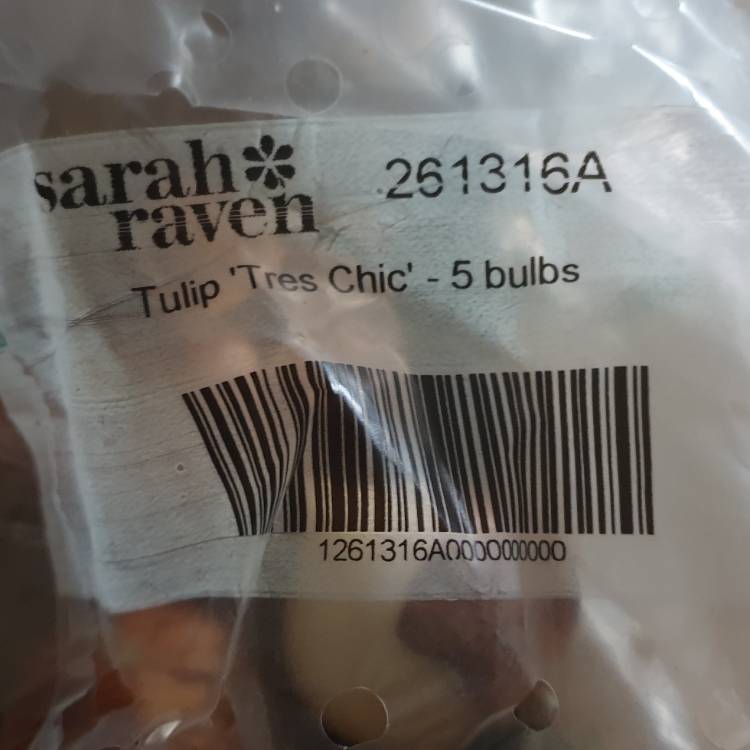 sarah
raven
261316A
Tulip 'Tres Chic' - 5 bulbs
1261316A0000000000